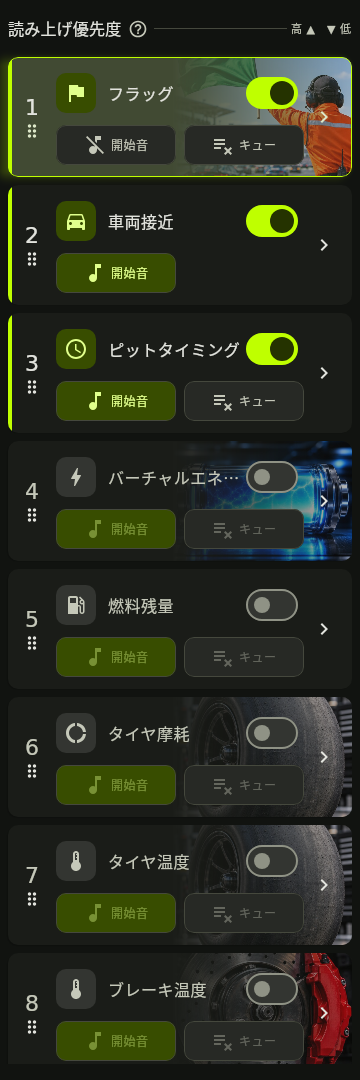 読み上げ優先度 ? 高 ▲ ▼ 低
1 フラッグ
開始音 キュー
2 車両接近
開始音
3 ピットタイミング
開始音 キュー
4 バーチャルエネ…
開始音 キュー
5 燃料残量
開始音 キュー
6 タイヤ摩耗
開始音 キュー
7 タイヤ温度
開始音 キュー
8 ブレーキ温度
開始音 キュー